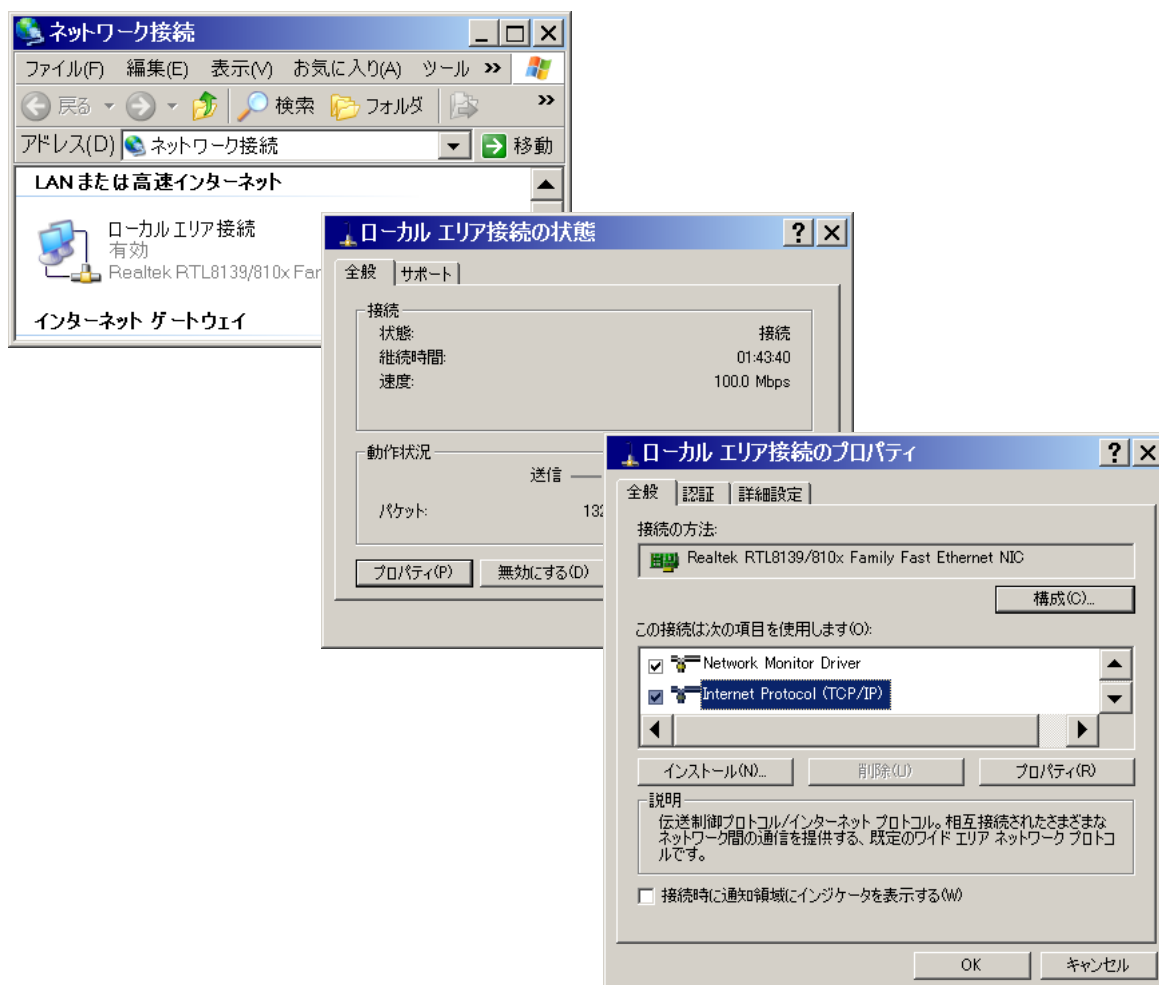 ネットワーク接続
ファイル(F) 編集(E) 表示(V) お気に入り(A) ツール »
戻る 検索 フォルダ »
アドレス(D) ネットワーク接続 移動
LAN または高速インターネット
ローカル エリア接続
有効
Realtek RTL8139/810x Far
インターネット ゲートウェイ
ローカル エリア接続の状態
全般 サポート
接続
状態: 接続
継続時間: 01:43:40
速度: 100.0 Mbps
動作状況
送信
パケット: 132
プロパティ(P) 無効にする(D)
ローカル エリア接続のプロパティ
全般 認証 詳細設定
接続の方法:
Realtek RTL8139/810x Family Fast Ethernet NIC
構成(C)...
この接続は次の項目を使用します(O):
Network Monitor Driver
Internet Protocol (TCP/IP)
インストール(N)... 削除(U) プロパティ(R)
説明
伝送制御プロトコル/インターネット プロトコル。相互接続されたさまざまな
ネットワーク間の通信を提供する、既定のワイド エリア ネットワーク プロトコ
ルです。
接続時に通知領域にインジケータを表示する(W)
OK キャンセル